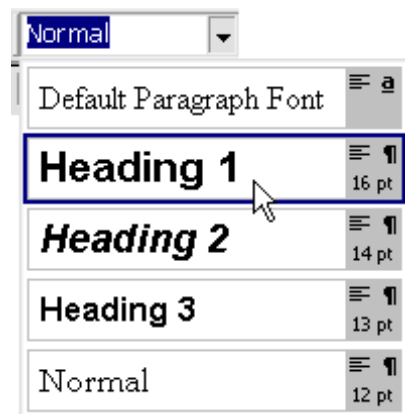 Normal
Default Paragraph Font a
Heading 1 ¶
16 pt
Heading 2 ¶
14 pt
Heading 3 ¶
13 pt
Normal ¶
12 pt